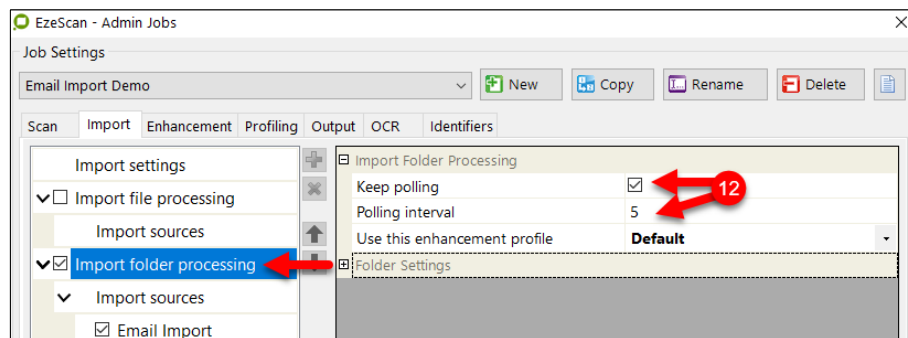 EzeScan - Admin Jobs
Job Settings
Email Import Demo New Copy I... Rename Delete
Scan Import Enhancement Profiling Output OCR Identifiers
Import settings Import Folder Processing
Import file processing Keep polling 12
Import sources Polling interval 5
Import folder processing Use this enhancement profile Default
Import sources Folder Settings
Email Import